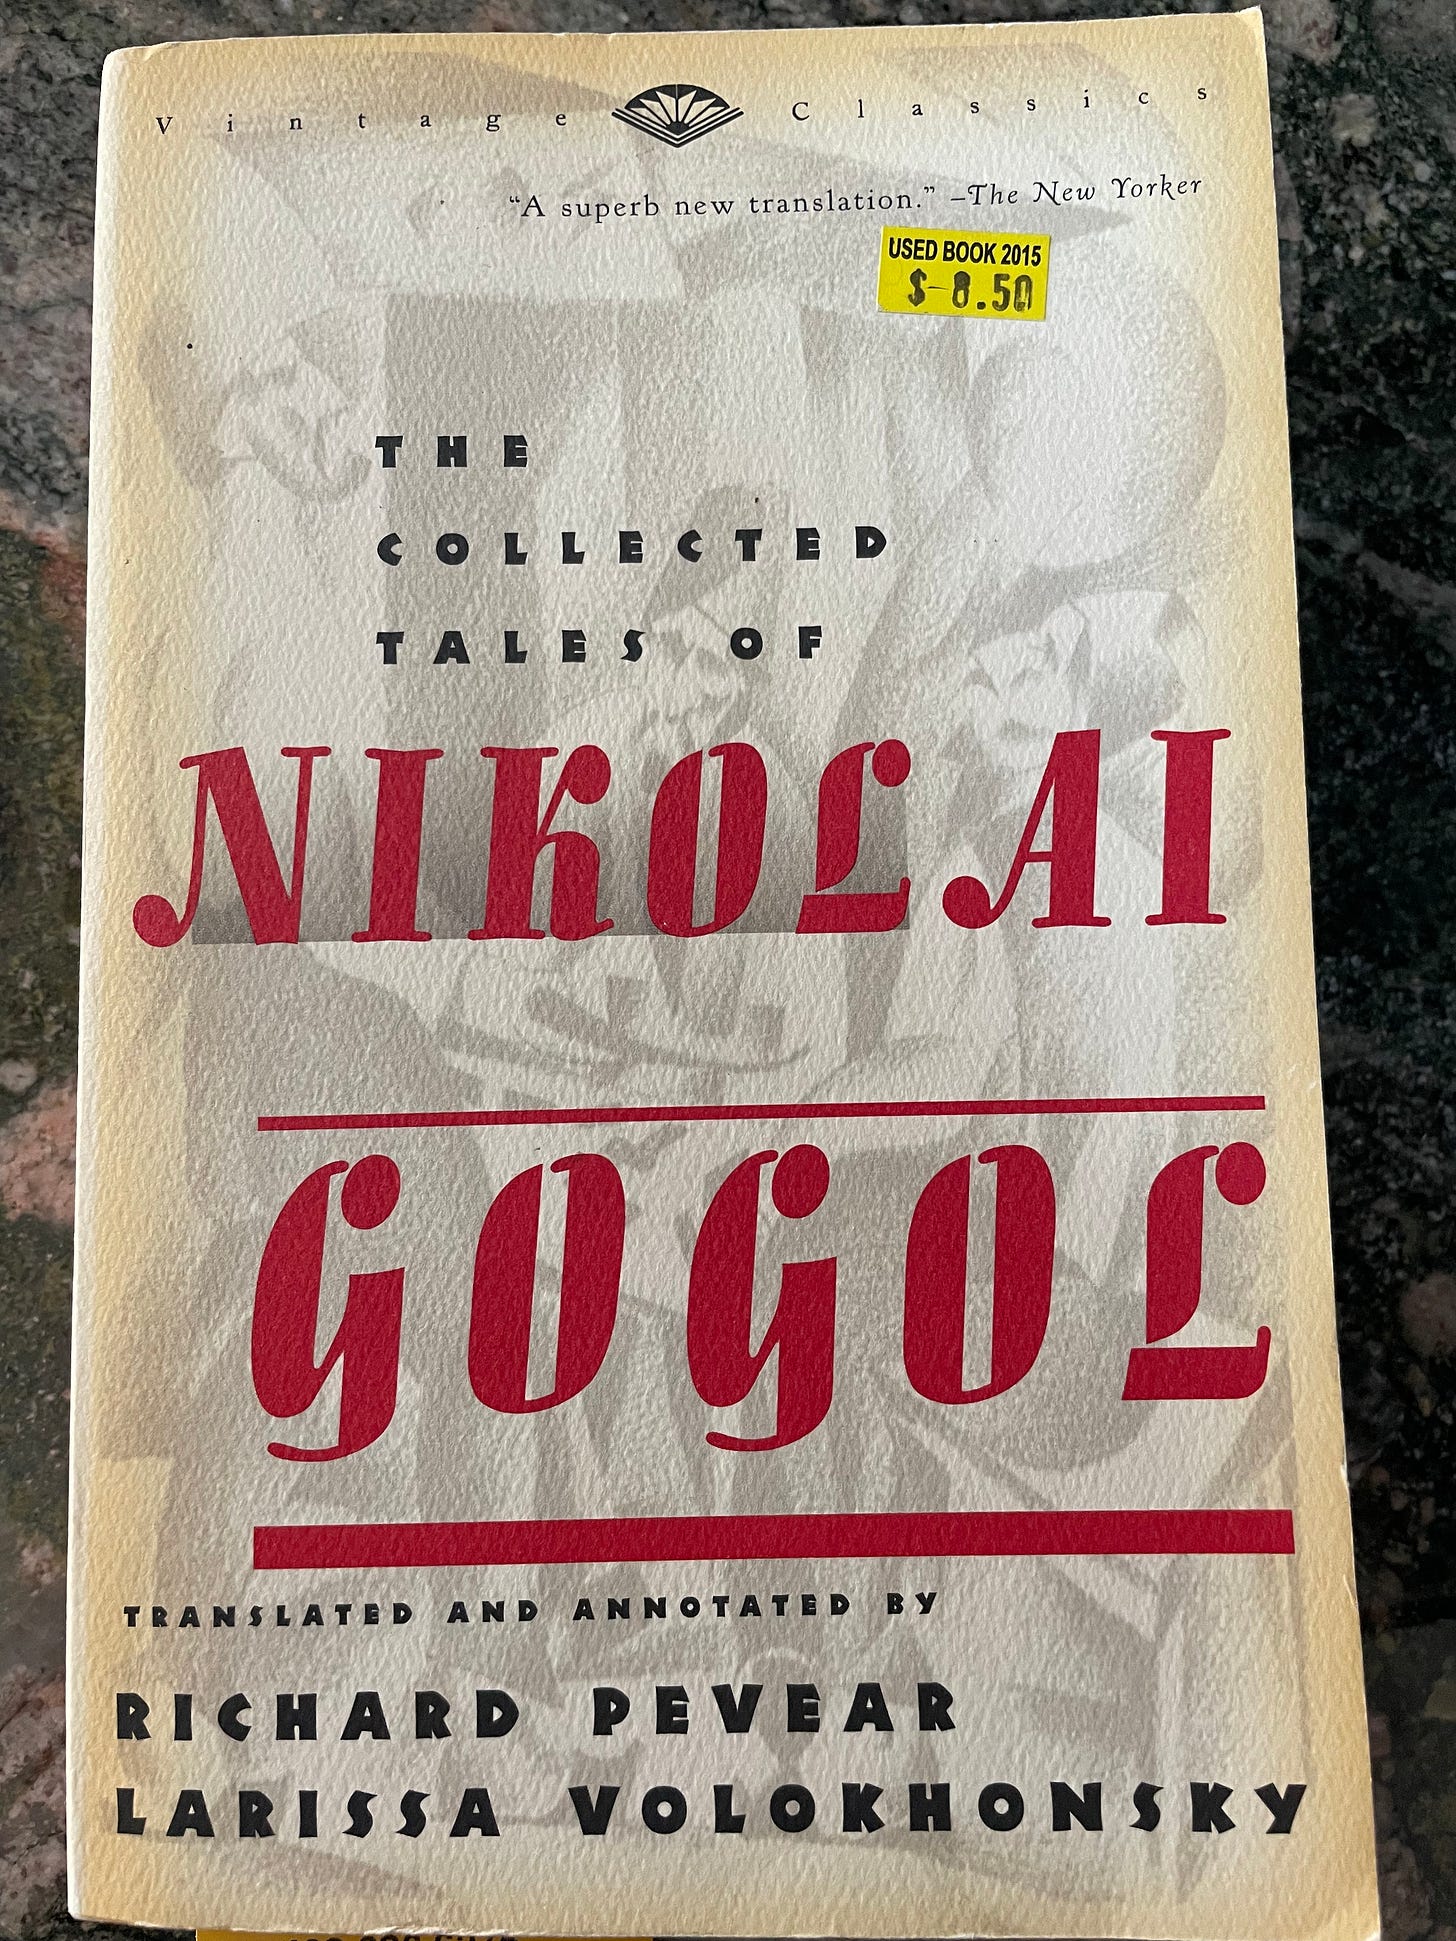 Vintage Classics
“A superb new translation.” –The New Yorker
USED BOOK 2015
$-8.50
THE
COLLECTED
TALES OF
NIKOLAI
GOGOL
TRANSLATED AND ANNOTATED BY
RICHARD PEVEAR
LARISSA VOLOKHONSKY